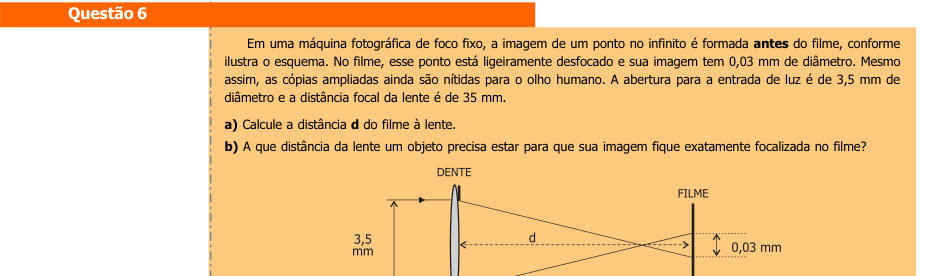 Questão 6
Em uma máquina fotográfica de foco fixo, a imagem de um ponto no infinito é formada antes do filme, conforme
ilustra o esquema. No filme, esse ponto está ligeiramente desfocado e sua imagem tem 0,03 mm de diâmetro. Mesmo
assim, as cópias ampliadas ainda são nítidas para o olho humano. A abertura para a entrada de luz é de 3,5 mm de
diâmetro e a distância focal da lente é de 35 mm.
a) Calcule a distância d do filme à lente.
b) A que distância da lente um objeto precisa estar para que sua imagem fique exatamente focalizada no filme?
DENTE
FILME
3,5
mm
d
0,03 mm